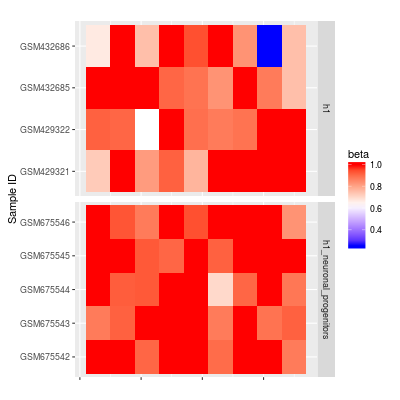 GSM432686
GSM432685
GSM429322
GSM429321
h1
GSM675546
GSM675545
GSM675544
GSM675543
GSM675542
h1_neuronal_progenitors
Sample ID
beta
1.0
0.8
0.6
0.4